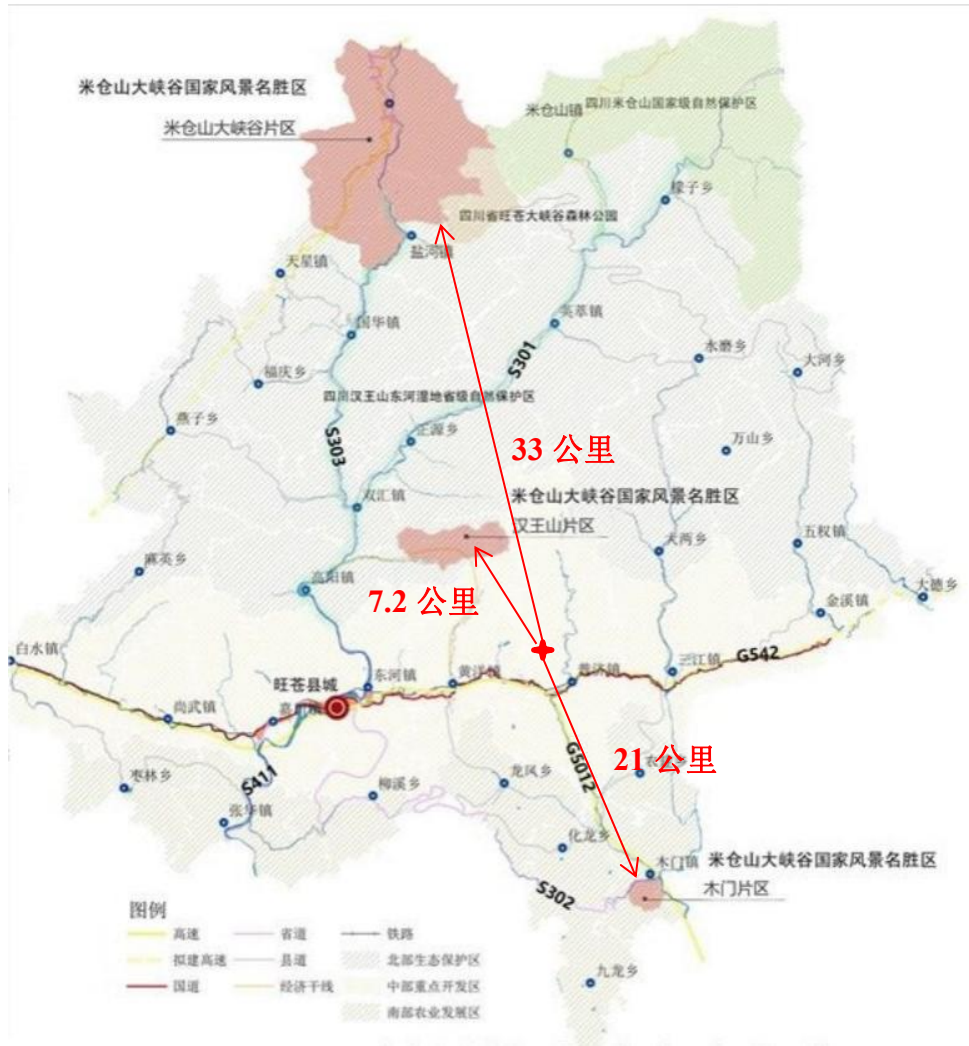 米仓山大峡谷国家风景名胜区
米仓山大峡谷片区
米仓山镇
四川米仓山国家级自然保护区
檬子乡
四川省旺苍大峡谷森林公园
盐河镇
天星镇
国华镇
英萃镇
水磨乡
大河乡
S301
福庆乡
四川汉王山东河湿地省级自然保护区
燕子乡
正源乡
S303
万山乡
33 公里
双汇镇
米仓山大峡谷国家风景名胜区
汉王山片区
大两乡
五权镇
麻英乡
高阳镇
7.2 公里
大德乡
金溪镇
白水镇
G542
三江镇
普济镇
黄洋镇
东河镇
旺苍县城
尚武镇
S411
G5012
21 公里
枣林乡
柳溪乡
龙凤乡
张华镇
化龙乡
木门镇
米仓山大峡谷国家风景名胜区
木门片区
S302
九龙乡
图例
高速
省道
铁路
拟建高速
县道
北部生态保护区
国道
经济干线
中部重点开发区
南部农业发展区